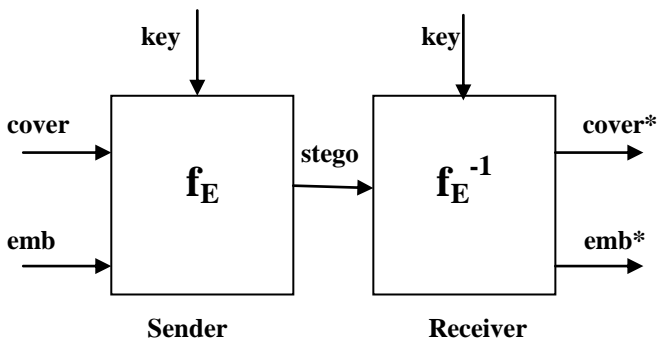 key
key
cover
cover*
stego
f_E
f_E^-1
emb
emb*
Sender
Receiver